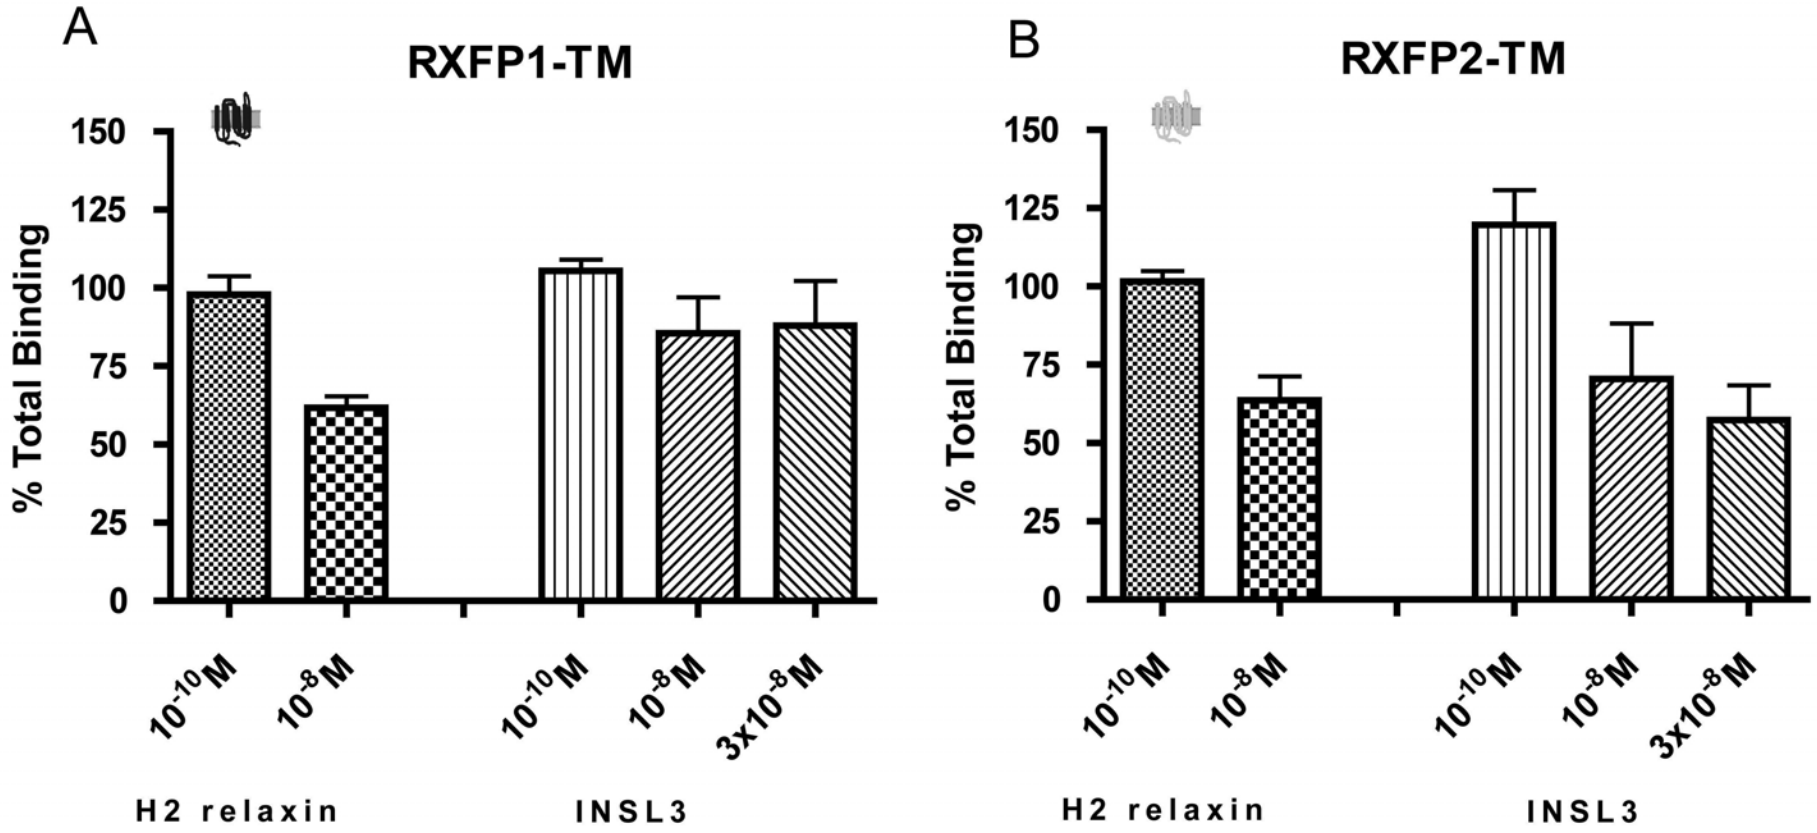 A
RXFP1-TM
% Total Binding
150
125
100
75
50
25
0
10⁻¹⁰M
10⁻⁸M
10⁻¹⁰M
10⁻⁸M
3x10⁻⁸M
H2 relaxin
INSL3
B
RXFP2-TM
% Total Binding
150
125
100
75
50
25
0
10⁻¹⁰M
10⁻⁸M
10⁻¹⁰M
10⁻⁸M
3x10⁻⁸M
H2 relaxin
INSL3